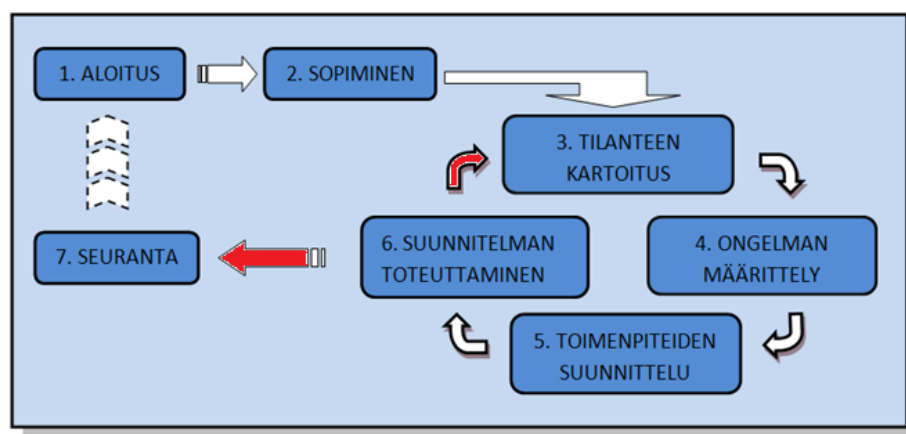 1. ALOITUS
2. SOPIMINEN
3. TILANTEEN
KARTOITUS
4. ONGELMAN
MÄÄRITTELY
5. TOIMENPITEIDEN
SUUNNITTELU
6. SUUNNITELMAN
TOTEUTTAMINEN
7. SEURANTA